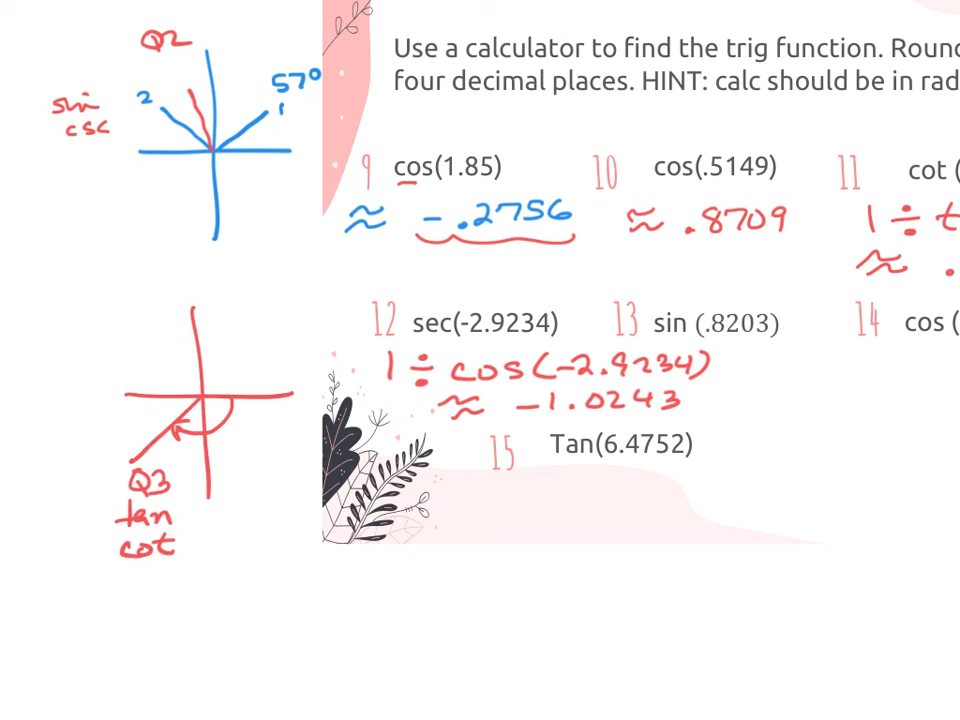 Q2
57°
2
1
sin
csc
Use a calculator to find the trig function. Roun
four decimal places. HINT: calc should be in rad
9 cos(1.85) 10 cos(.5149) 11 cot (
≈ -.2756 ≈ .8709 1 ÷ t
≈ .
12 sec(-2.9234) 13 sin (.8203) 14 cos (
1 ÷ cos(-2.9234)
≈ -1.0243
15 Tan(6.4752)
Q3
tan
cot